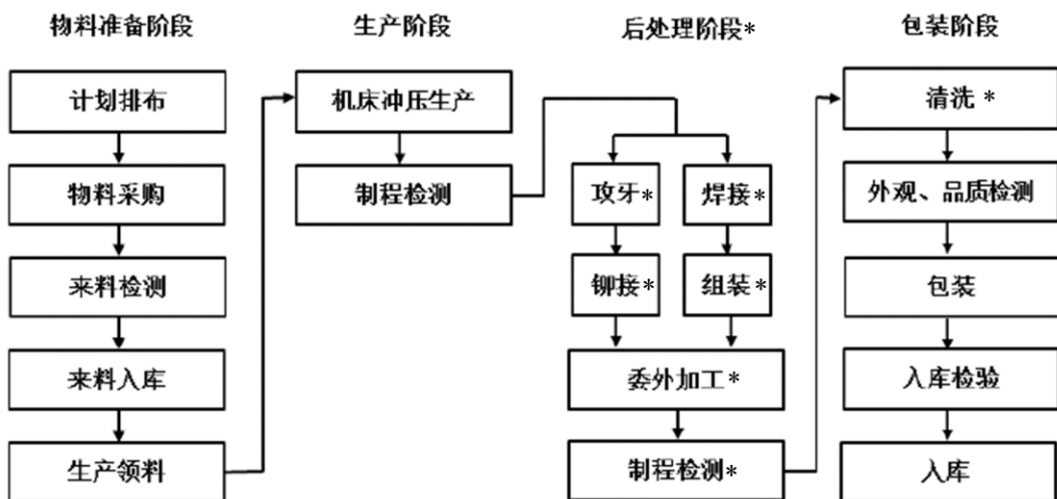 物料准备阶段
计划排布
物料采购
来料检测
来料入库
生产领料
生产阶段
机床冲压生产
制程检测
后处理阶段*
攻牙*
焊接*
铆接*
组装*
委外加工*
制程检测*
包装阶段
清洗*
外观、品质检测
包装
入库检验
入库